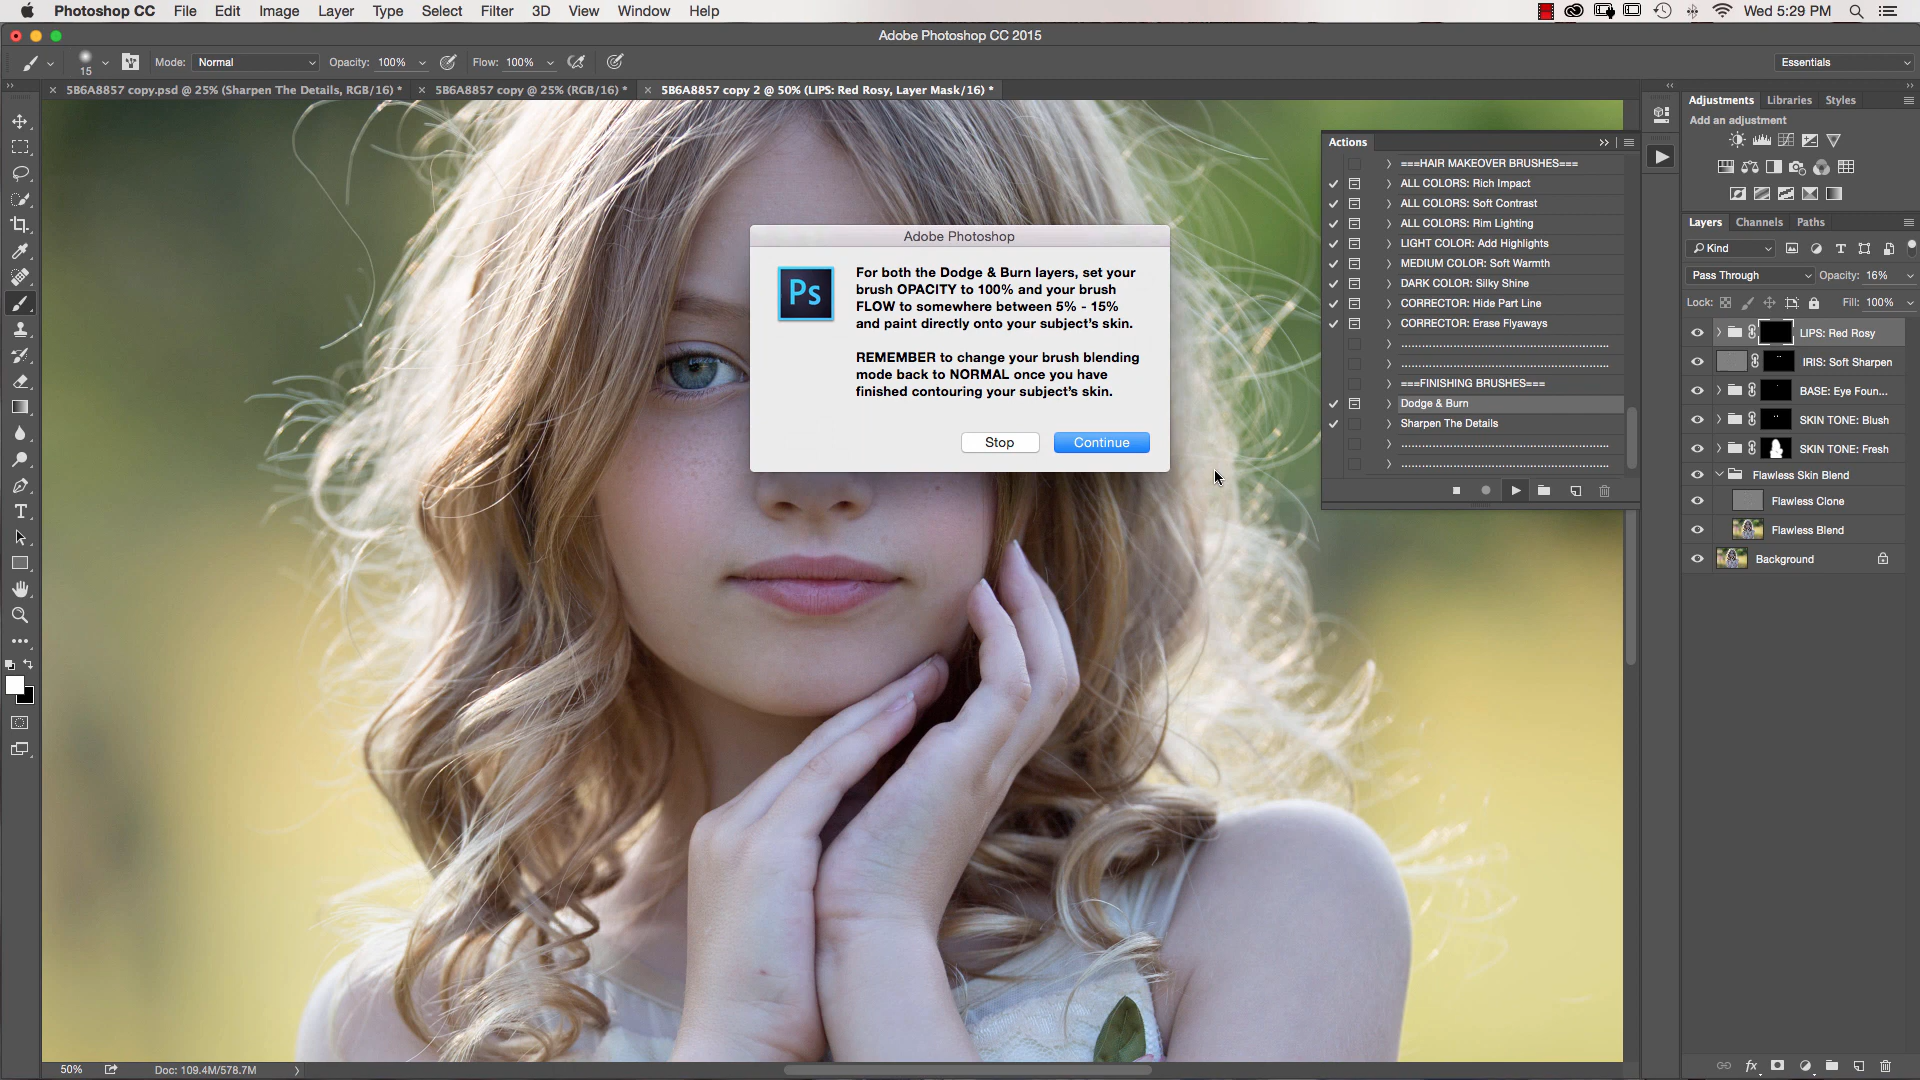 Photoshop CC File Edit Image Layer Type Select Filter 3D View Window Help Wed 5:29 PM
Adobe Photoshop CC 2015
15 Mode: Normal Opacity: 100% Flow: 100% Essentials
5B6A8857 copy.psd @ 25% (Sharpen The Details, RGB/16) * 5B6A8857 copy @ 25% (RGB/16) * 5B6A8857 copy 2 @ 50% (LIPS: Red Rosy, Layer Mask/16) *
Adjustments Libraries Styles
Add an adjustment
Actions
===HAIR MAKEOVER BRUSHES===
ALL COLORS: Rich Impact
ALL COLORS: Soft Contrast
ALL COLORS: Rim Lighting
LIGHT COLOR: Add Highlights
MEDIUM COLOR: Soft Warmth
DARK COLOR: Silky Shine
CORRECTOR: Hide Part Line
CORRECTOR: Erase Flyaways
===FINISHING BRUSHES===
Dodge & Burn
Sharpen The Details
Adobe Photoshop
Ps
For both the Dodge & Burn layers, set your
brush OPACITY to 100% and your brush
FLOW to somewhere between 5% - 15%
and paint directly onto your subject's skin.
REMEMBER to change your brush blending
mode back to NORMAL once you have
finished contouring your subject's skin.
Stop Continue
Layers Channels Paths
Kind
Pass Through Opacity: 16%
Lock: Fill: 100%
LIPS: Red Rosy
IRIS: Soft Sharpen
BASE: Eye Foun...
SKIN TONE: Blush
SKIN TONE: Fresh
Flawless Skin Blend
Flawless Clone
Flawless Blend
Background
fx
50% Doc: 109.4M/578.7M